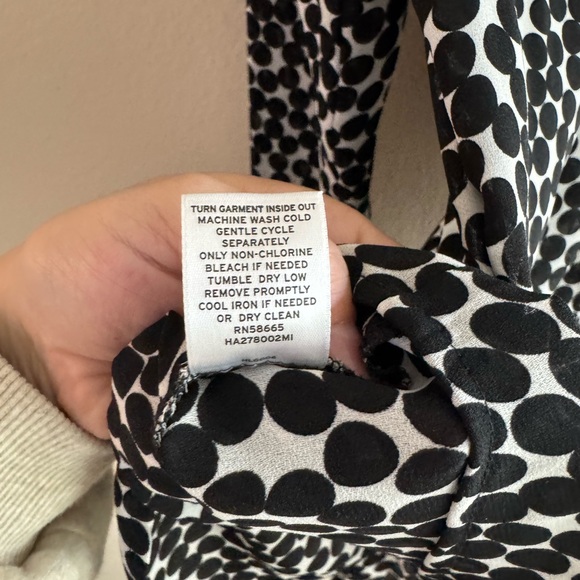 TURN GARMENT INSIDE OUT
MACHINE WASH COLD
GENTLE CYCLE
SEPARATELY
ONLY NON-CHLORINE
BLEACH IF NEEDED
TUMBLE DRY LOW
REMOVE PROMPTLY
COOL IRON IF NEEDED
OR DRY CLEAN
RN58665
HA278002MI